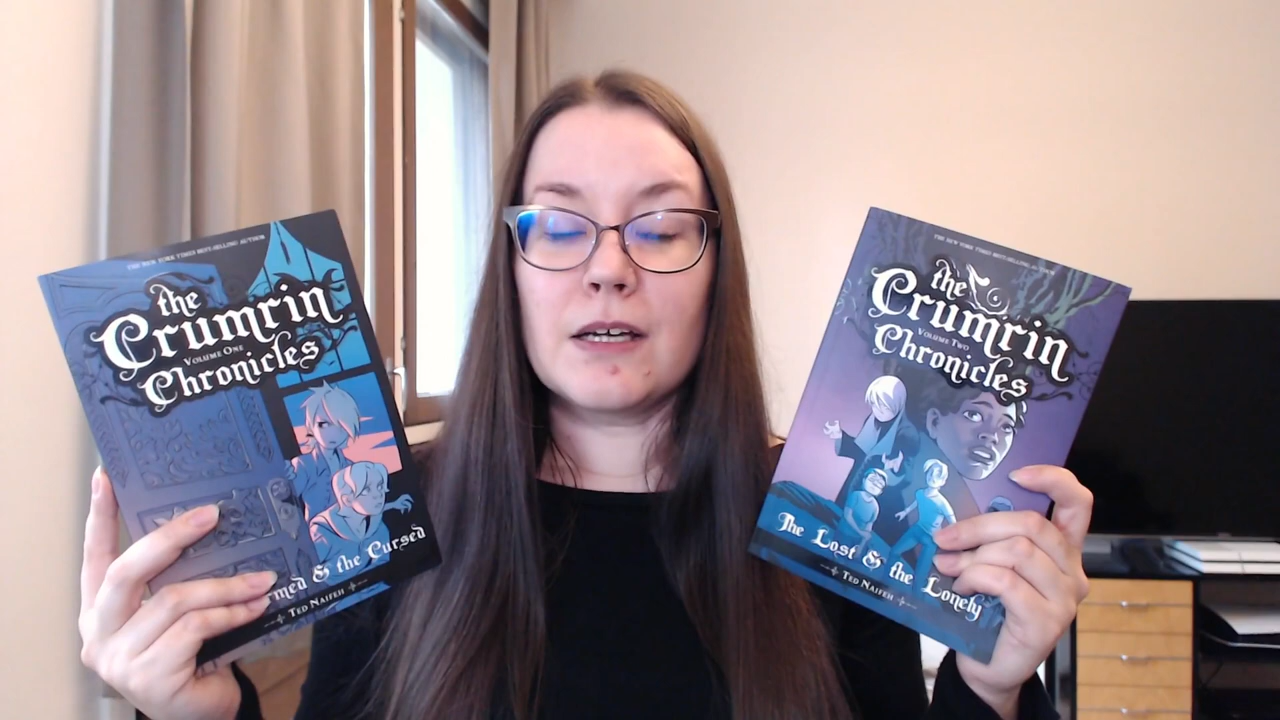 THE NEW YORK TIMES BEST-SELLING AUTHOR
the
Crumrin
VOLUME ONE
Chronicles
rmed & the Cursed
TED NAIFEH
THE NEW YORK TIMES BEST-SELLING AUTHOR
the
Crumrin
VOLUME TWO
Chronicles
The Lost & the Lonely
TED NAIFEH